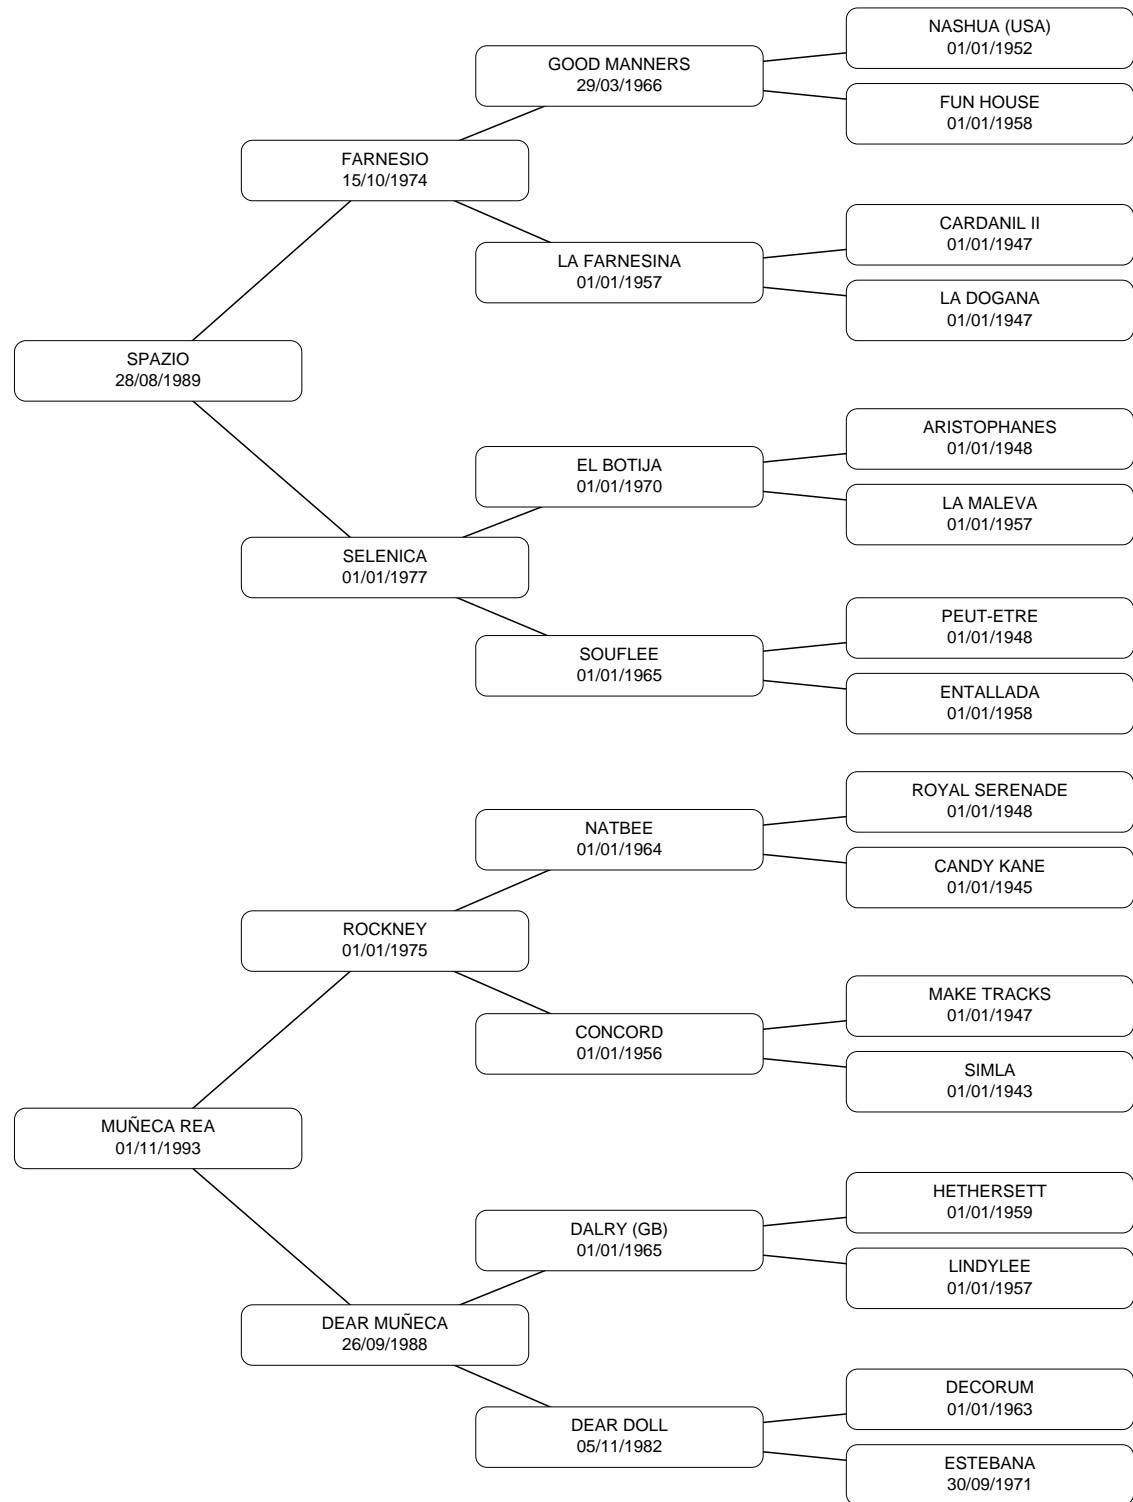 NASHUA (USA)
01/01/1952
GOOD MANNERS
29/03/1966
FUN HOUSE
01/01/1958
FARNESIO
15/10/1974
CARDANIL II
01/01/1947
LA FARNESINA
01/01/1957
LA DOGANA
01/01/1947
SPAZIO
28/08/1989
ARISTOPHANES
01/01/1948
EL BOTIJA
01/01/1970
LA MALEVA
01/01/1957
SELENICA
01/01/1977
PEUT-ETRE
01/01/1948
SOUFLEE
01/01/1965
ENTALLADA
01/01/1958
ROYAL SERENADE
01/01/1948
NATBEE
01/01/1964
CANDY KANE
01/01/1945
ROCKNEY
01/01/1975
MAKE TRACKS
01/01/1947
CONCORD
01/01/1956
SIMLA
01/01/1943
MUÑECA REA
01/11/1993
HETHERSETT
01/01/1959
DALRY (GB)
01/01/1965
LINDYLEE
01/01/1957
DEAR MUÑECA
26/09/1988
DECORUM
01/01/1963
DEAR DOLL
05/11/1982
ESTEBANA
30/09/1971